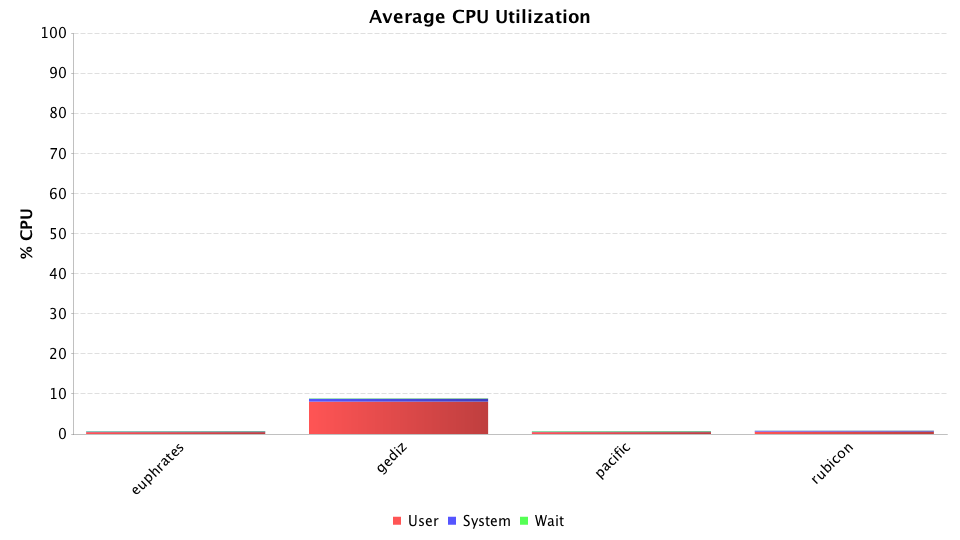 Average CPU Utilization
100
90
80
70
60
50
40
30
20
10
0
% CPU
euphrates
gediz
pacific
rubicon
User System Wait